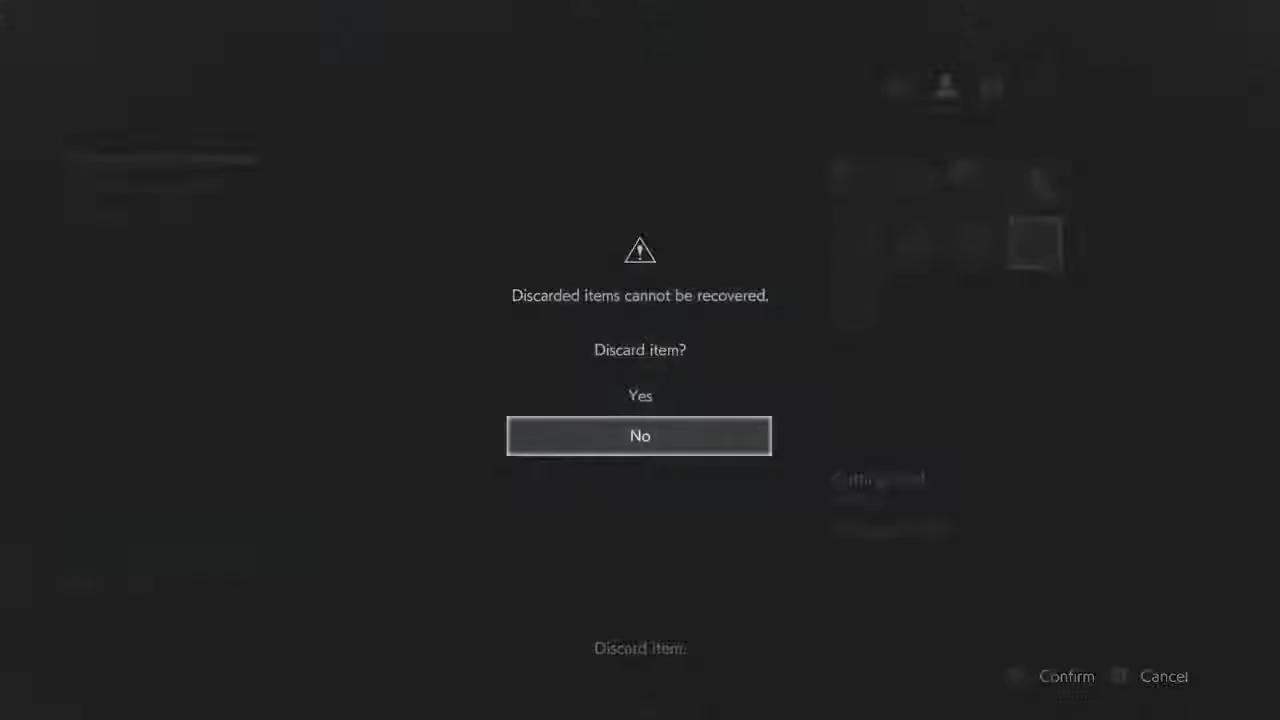 Discarded items cannot be recovered.
Discard item?
Yes
No
Discard item.
Confirm
Cancel